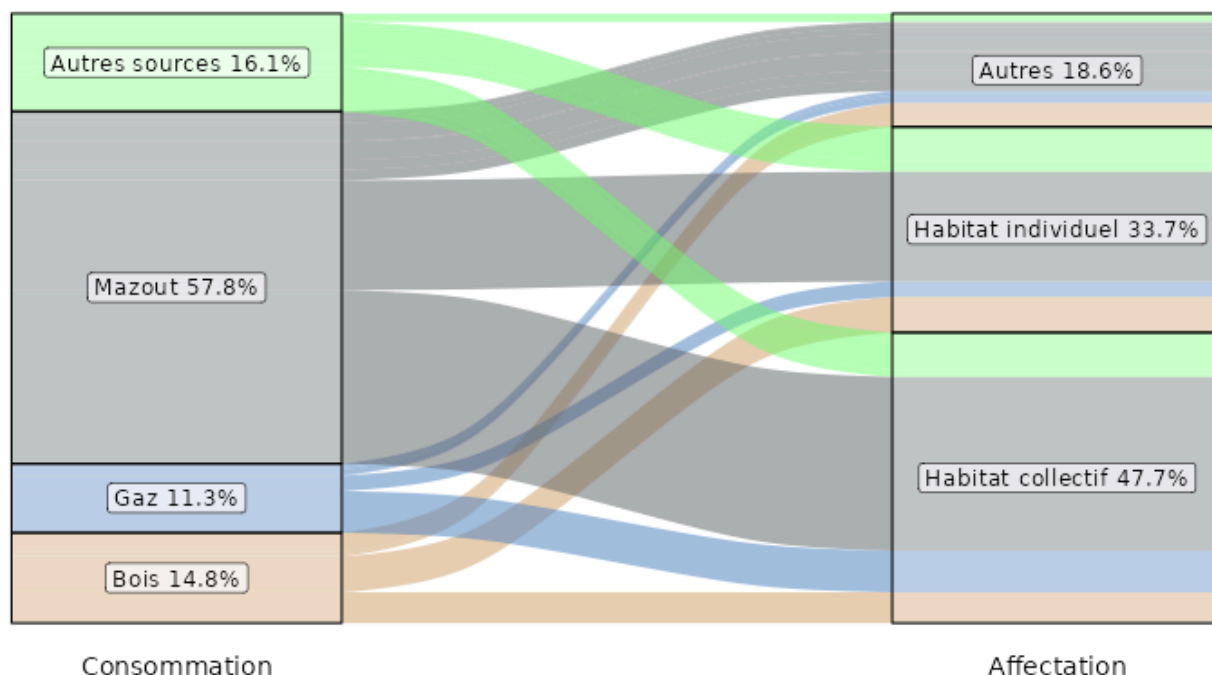 Autres sources 16.1%
Mazout 57.8%
Gaz 11.3%
Bois 14.8%
Consommation
Autres 18.6%
Habitat individuel 33.7%
Habitat collectif 47.7%
Affectation